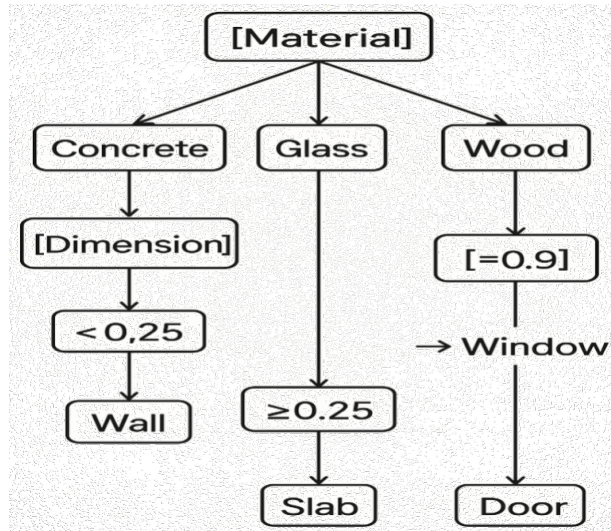 [Material]
Concrete
Glass
Wood
[Dimension]
[=0.9]
< 0,25
→ Window
≥0.25
Wall
Slab
Door